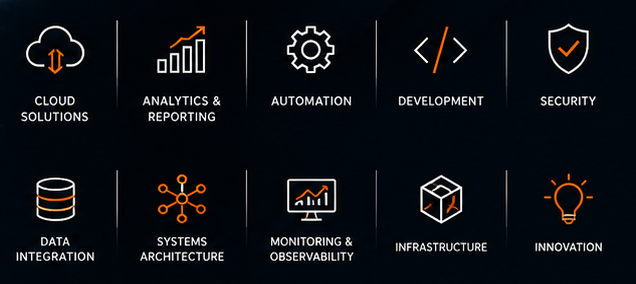 CLOUD
SOLUTIONS
ANALYTICS &
REPORTING
AUTOMATION
DEVELOPMENT
SECURITY
DATA
INTEGRATION
SYSTEMS
ARCHITECTURE
MONITORING &
OBSERVABILITY
INFRASTRUCTURE
INNOVATION